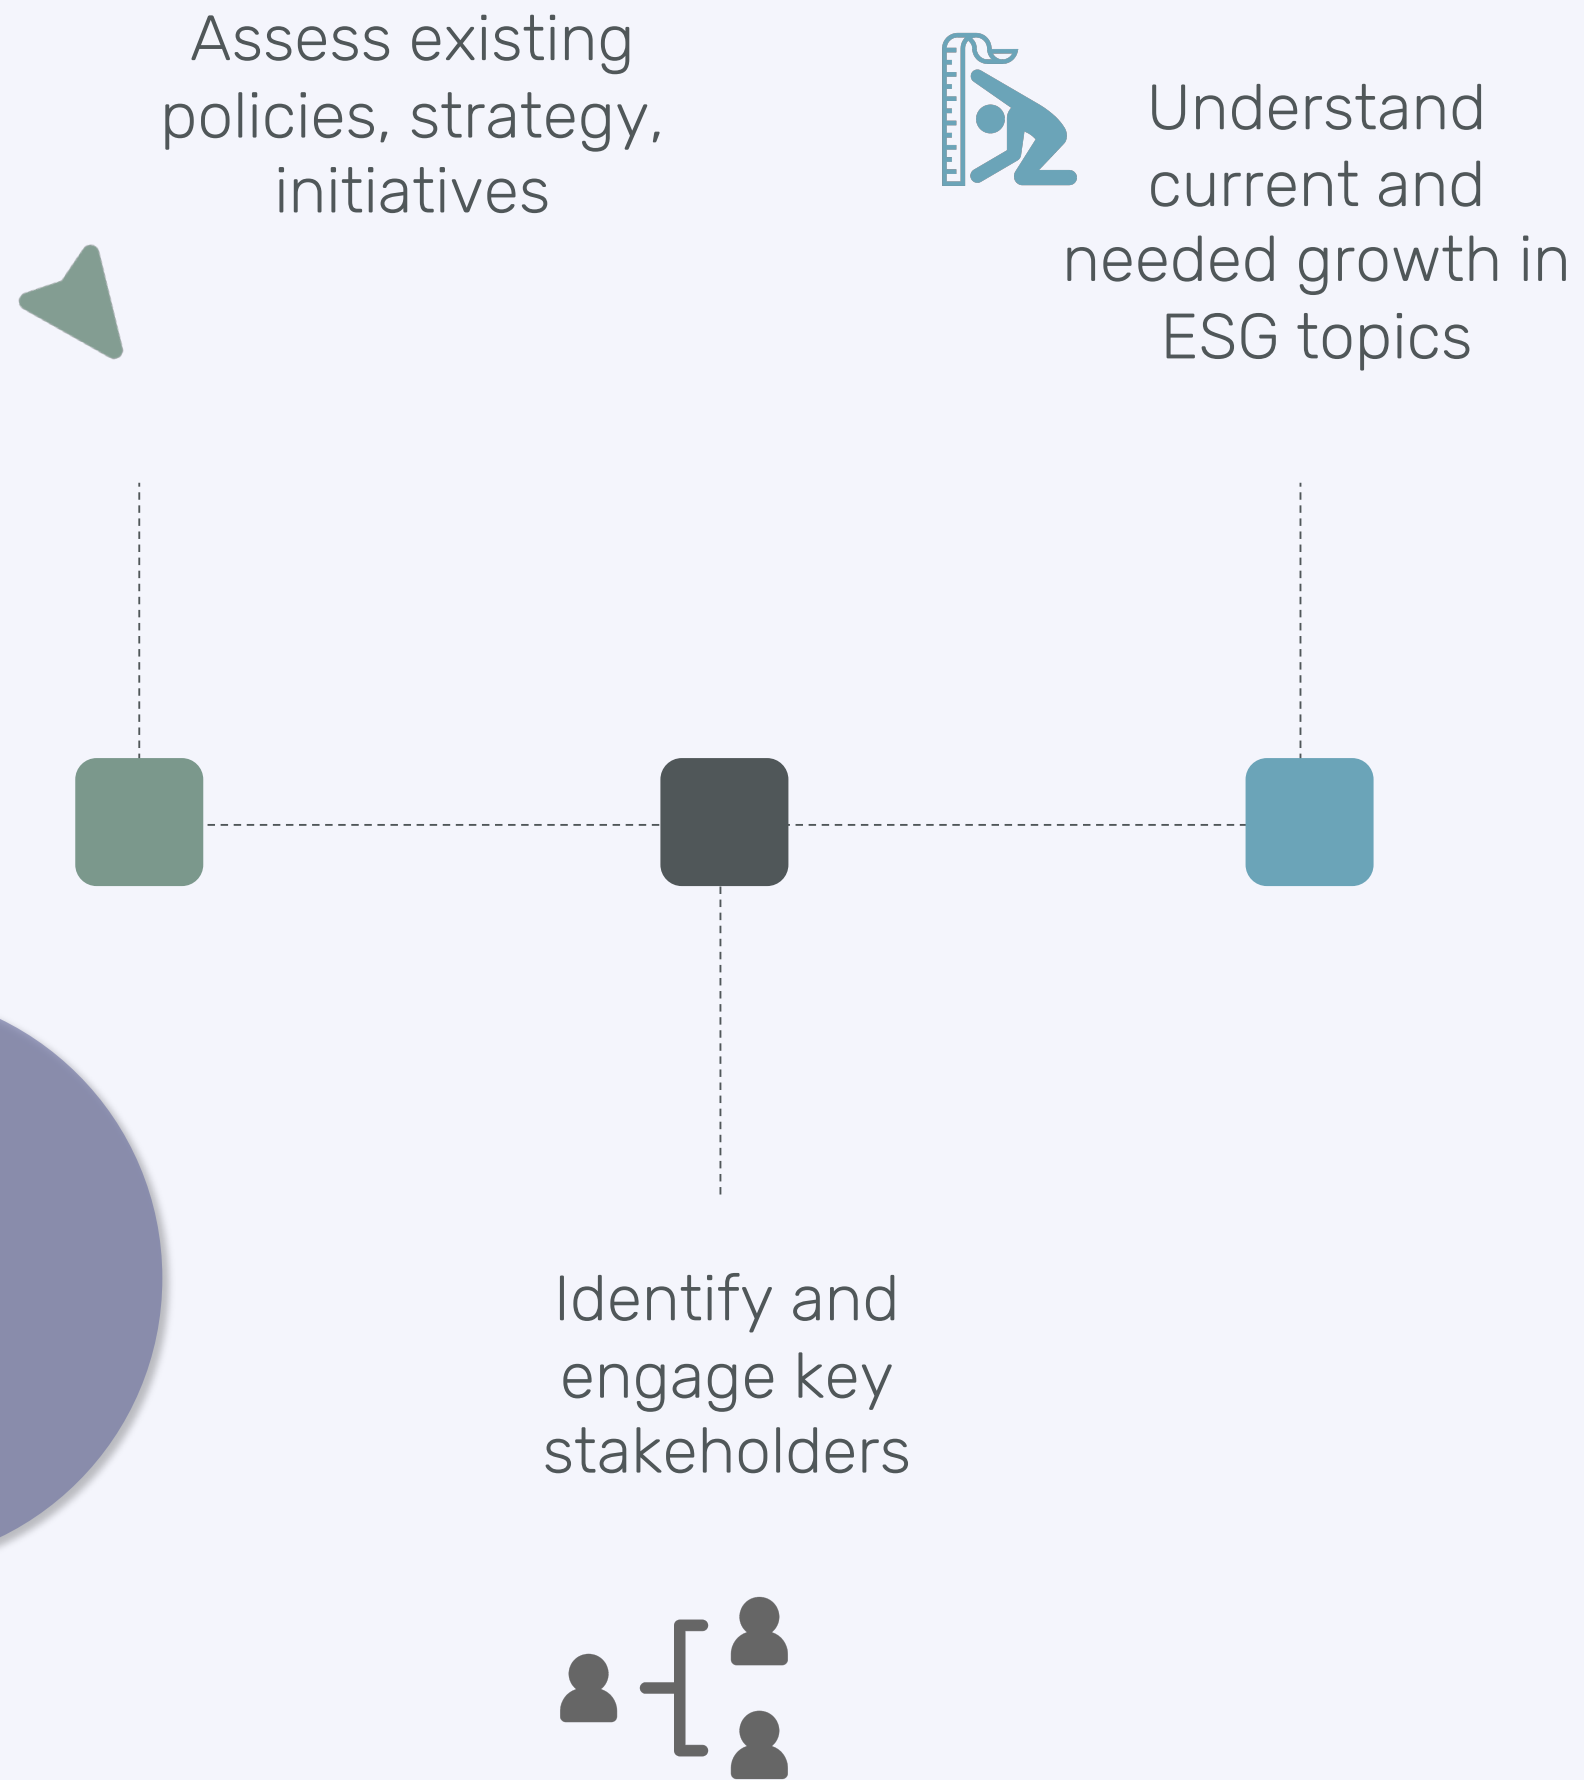 Assess existing
policies, strategy,
initiatives
Understand
current and
needed growth in
ESG topics
Identify and
engage key
stakeholders